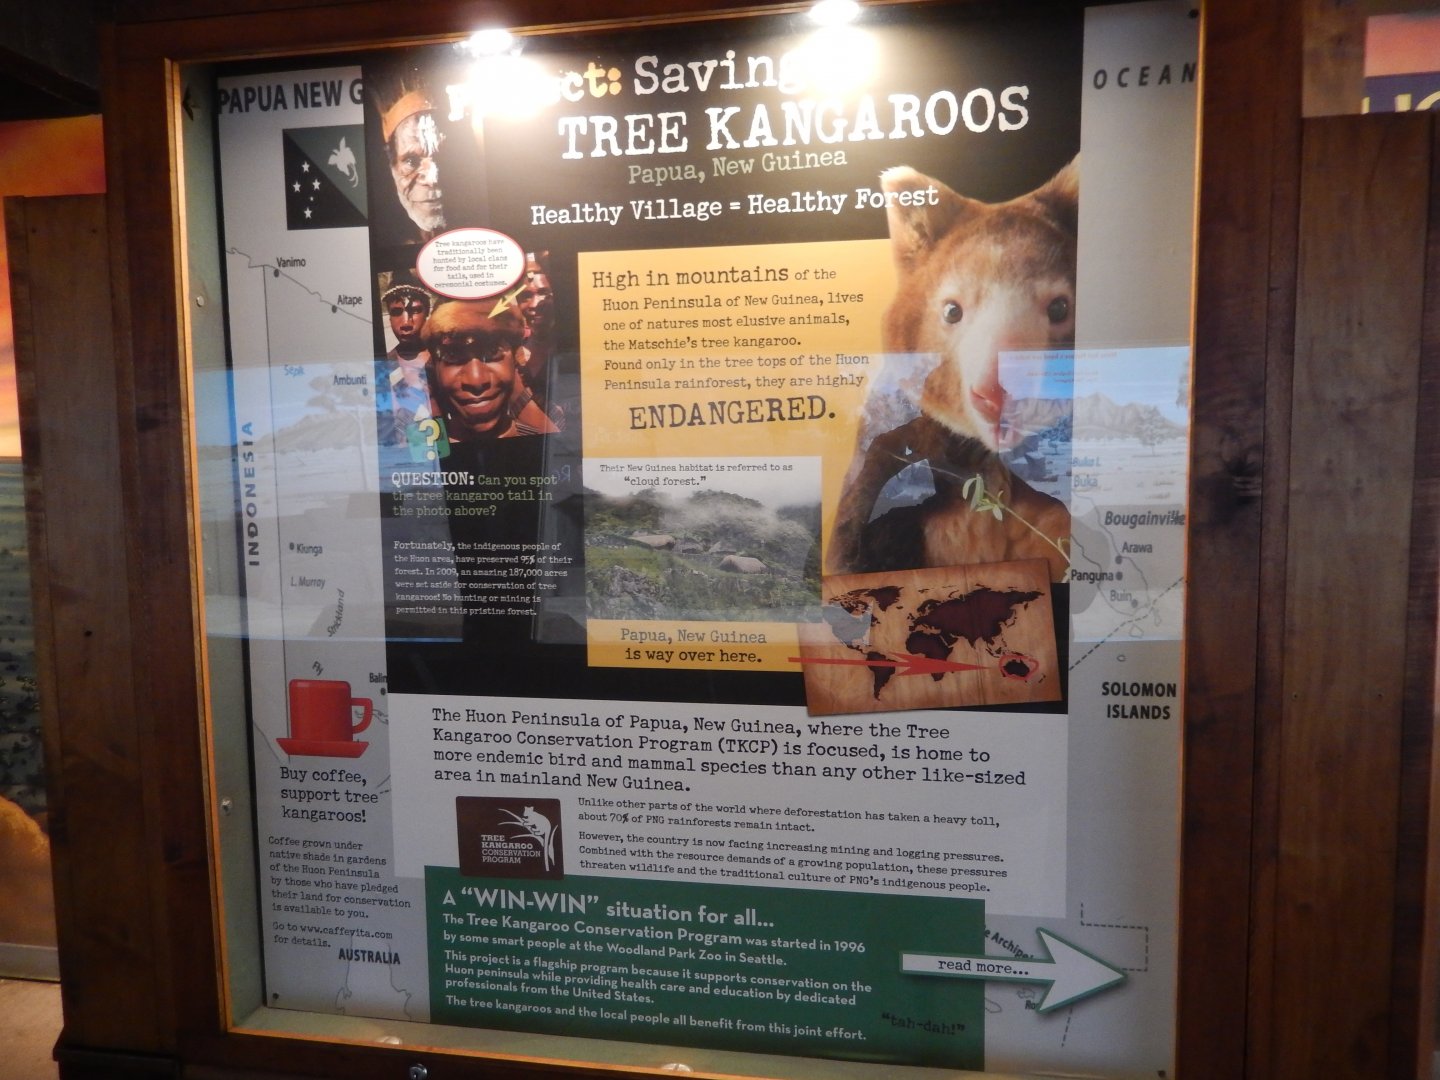 PAPUA NEW G
OCEAN
Saving
TREE KANGAROOS
Papua, New Guinea
Healthy Village = Healthy Forest
Tree kangaroos have
traditionally been
hunted by local clans
for food and for their
tails, used in
ceremonial costumes.
Vanimo
Aitape
Sepik
Ambunti
INDONESIA
Kiunga
L. Murray
Strickland
Fly
Balim
High in mountains of the
Huon Peninsula of New Guinea, lives
one of natures most elusive animals,
the Matschie's tree kangaroo.
Found only in the tree tops of the Huon
Peninsula rainforest, they are highly
ENDANGERED.
?
QUESTION: Can you spot
the tree kangaroo tail in
the photo above?
Fortunately, the indigenous people of
the Huon area, have preserved 95% of their
forest. In 2009, an amazing 187,000 acres
were set aside for conservation of tree
kangaroos! No hunting or mining is
permitted in this pristine forest.
Their New Guinea habitat is referred to as
"cloud forest."
Papua, New Guinea
is way over here.
Buka I.
Buka
Bougainville
Arawa
Panguna
Buin
SOLOMON
ISLANDS
The Huon Peninsula of Papua, New Guinea, where the Tree
Kangaroo Conservation Program (TKCP) is focused, is home to
more endemic bird and mammal species than any other like-sized
area in mainland New Guinea.
TREE
KANGAROO
CONSERVATION
PROGRAM
Unlike other parts of the world where deforestation has taken a heavy toll,
about 70% of PNG rainforests remain intact.
However, the country is now facing increasing mining and logging pressures.
Combined with the resource demands of a growing population, these pressures
threaten wildlife and the traditional culture of PNG's indigenous people.
Buy coffee,
support tree
kangaroos!
Coffee grown under
native shade in gardens
of the Huon Peninsula
by those who have pledged
their land for conservation
is available to you.
Go to www.caffevita.com
for details.
AUSTRALIA
A "WIN-WIN" situation for all...
The Tree Kangaroo Conservation Program was started in 1996
by some smart people at the Woodland Park Zoo in Seattle.
This project is a flagship program because it supports conservation on the
Huon peninsula while providing health care and education by dedicated
professionals from the United States.
The tree kangaroos and the local people all benefit from this joint effort.
"tah-dah!"
read more...